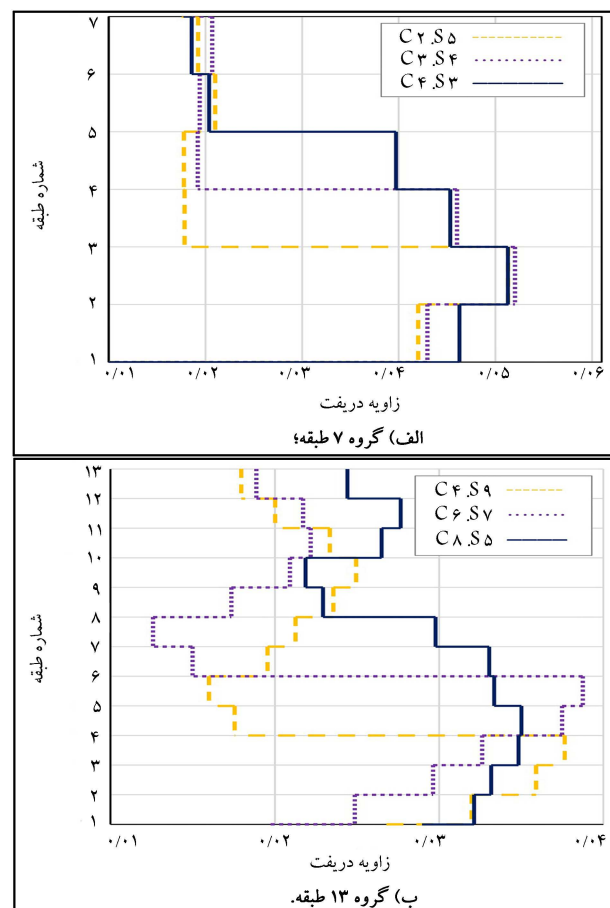 C۲.S۵
C۳.S۴
C۴.S۳
۷
۶
۵
۴
۳
۲
۱
شماره طبقه
۰/۰۱ ۰/۰۲ ۰/۰۴ ۰/۰۵ ۰/۰۶
زاویه دریفت
الف) گروه ۷ طبقه؛
C۴.S۹
C۶.S۷
C۸.S۵
۱۳
۱۲
۱۱
۱۰
۹
۸
۷
۶
۵
۴
۳
۲
۱
شماره طبقه
۰/۰۱ ۰/۰۲ ۰/۰۳ ۰/۰۴
زاویه دریفت
ب) گروه ۱۳ طبقه.